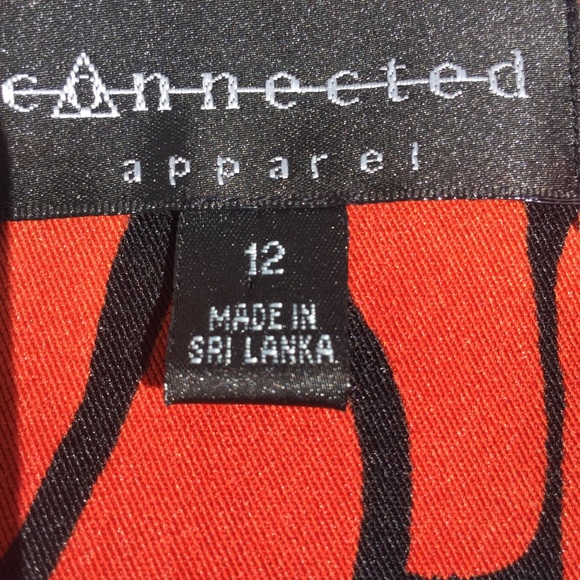 connected
apparel
12
MADE IN
SRI LANKA